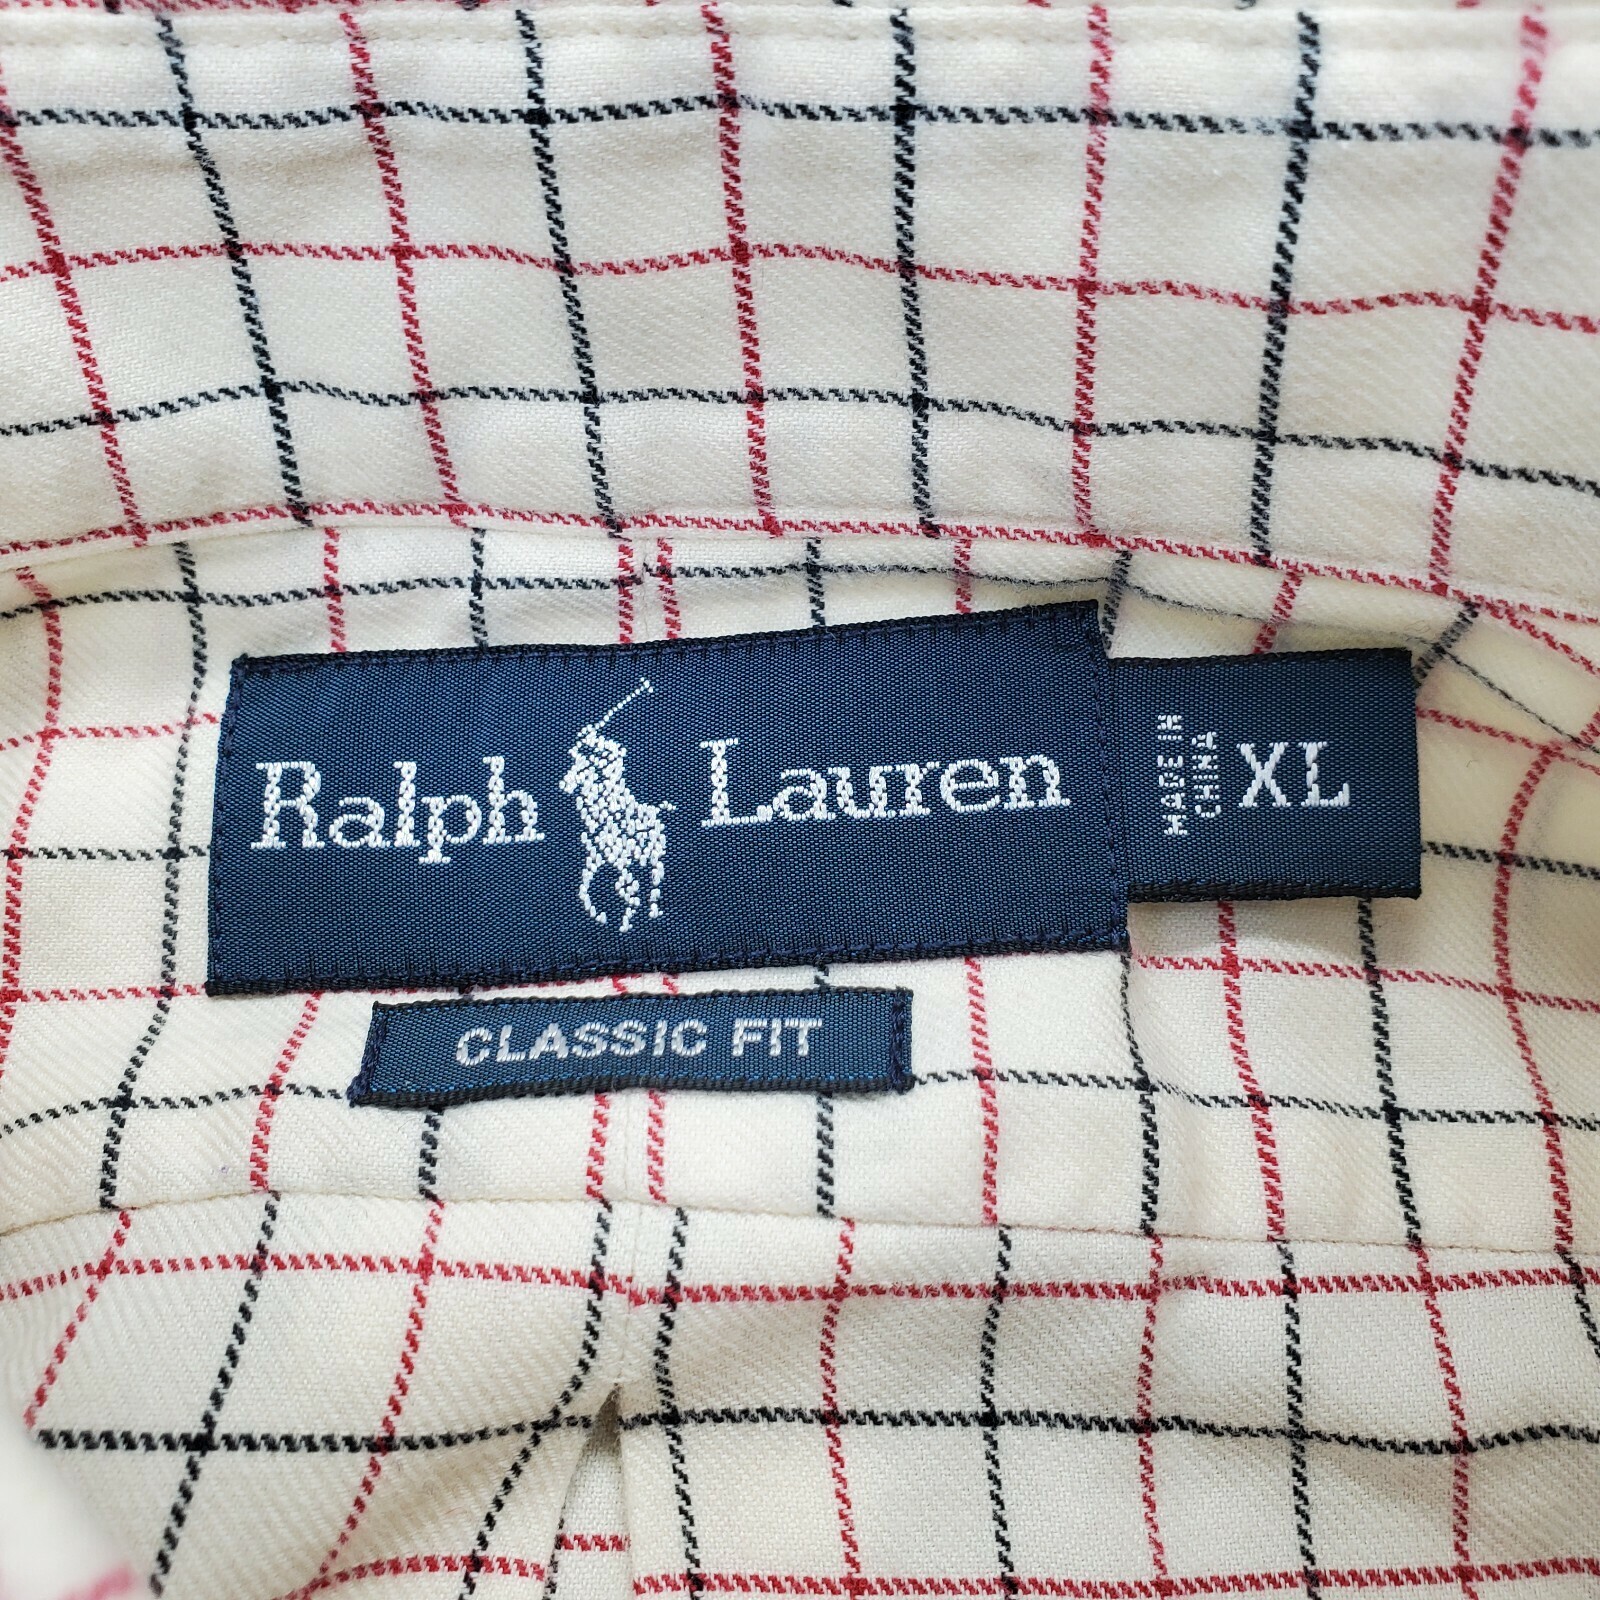 Ralph Lauren
MADE IN
CHINA
XL
CLASSIC FIT